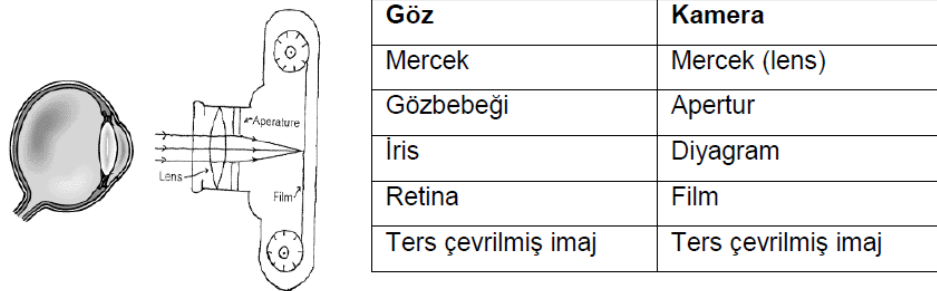 Aperature
Lens
Film
Göz Kamera
Mercek Mercek (lens)
Gözbebeği Apertur
İris Diyagram
Retina Film
Ters çevrilmiş imaj Ters çevrilmiş imaj